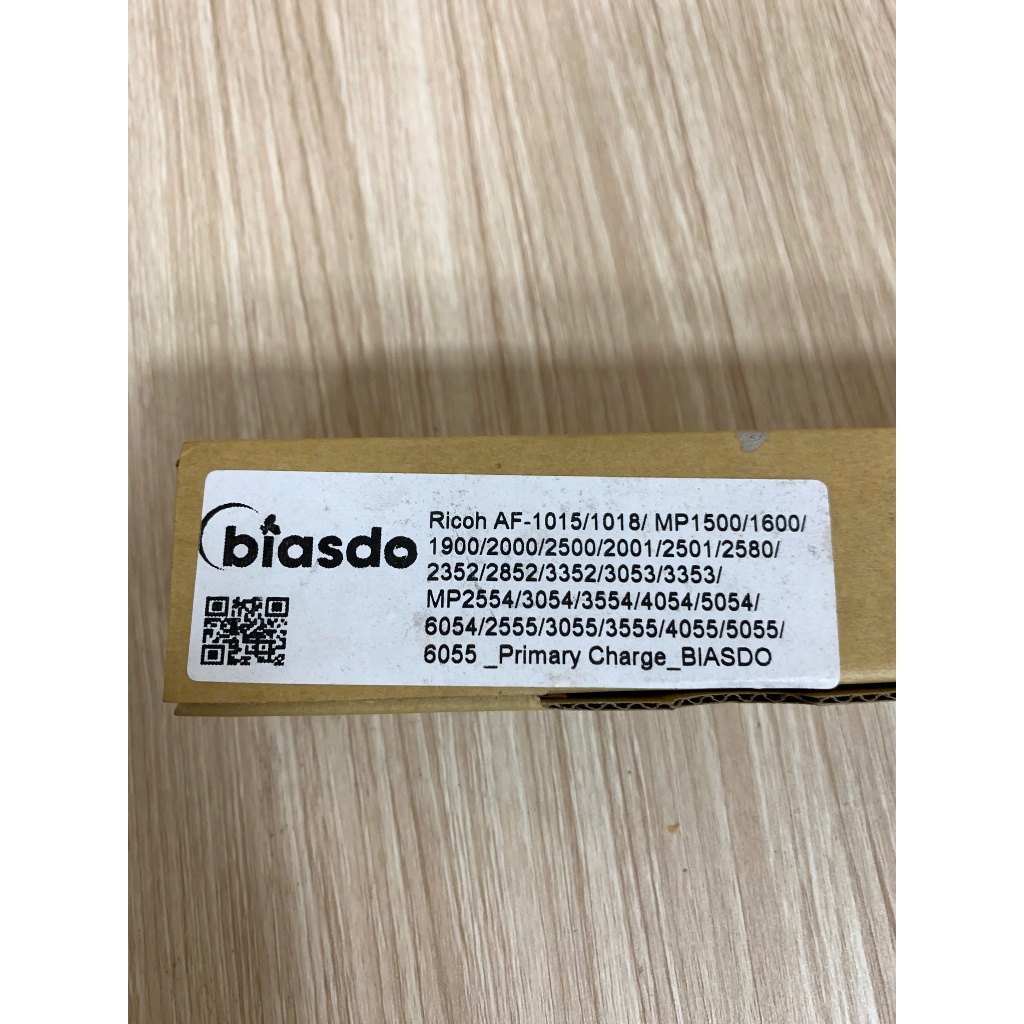 biasdo
Ricoh AF-1015/1018/ MP1500/1600/
1900/2000/2500/2001/2501/2580/
2352/2852/3352/3053/3353/
MP2554/3054/3554/4054/5054/
6054/2555/3055/3555/4055/5055/
6055 _Primary Charge_BIASDO